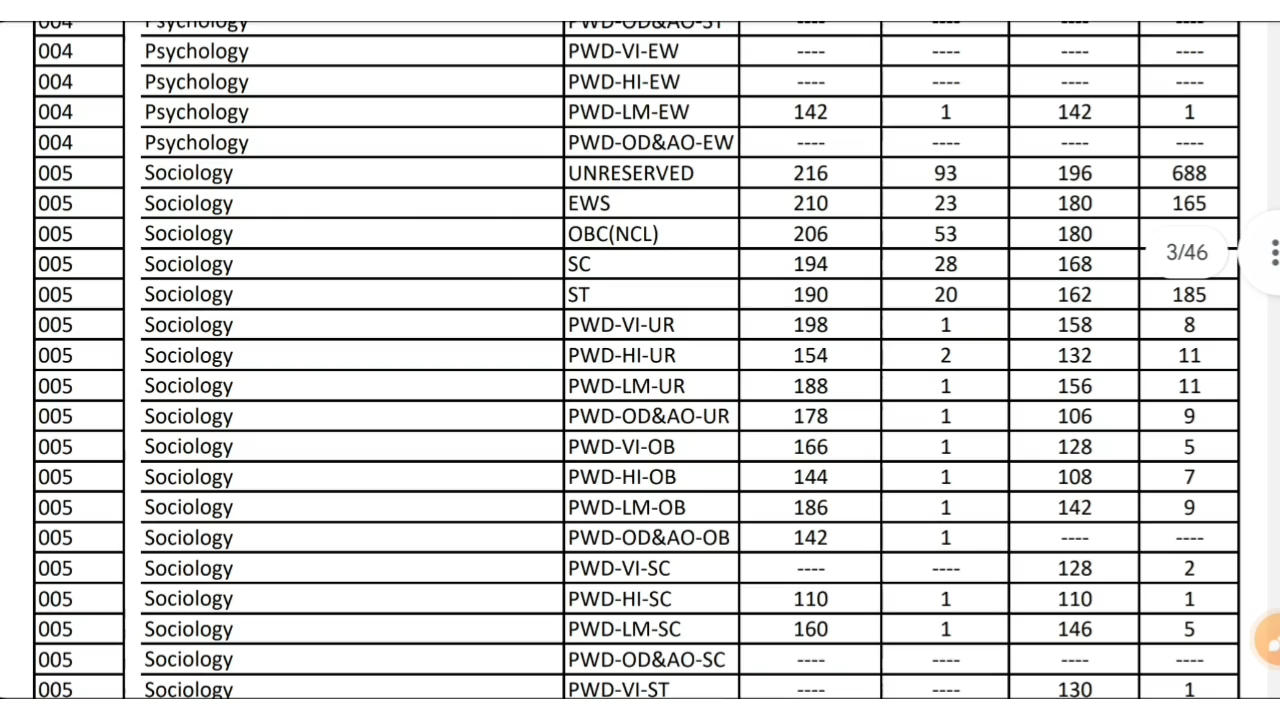 004 Psychology PWD-OD&AO-ST ---- ---- ---- ----
004 Psychology PWD-VI-EW ---- ---- ---- ----
004 Psychology PWD-HI-EW ---- ---- ---- ----
004 Psychology PWD-LM-EW 142 1 142 1
004 Psychology PWD-OD&AO-EW ---- ---- ---- ----
005 Sociology UNRESERVED 216 93 196 688
005 Sociology EWS 210 23 180 165
005 Sociology OBC(NCL) 206 53 180
3/46
005 Sociology SC 194 28 168
005 Sociology ST 190 20 162 185
005 Sociology PWD-VI-UR 198 1 158 8
005 Sociology PWD-HI-UR 154 2 132 11
005 Sociology PWD-LM-UR 188 1 156 11
005 Sociology PWD-OD&AO-UR 178 1 106 9
005 Sociology PWD-VI-OB 166 1 128 5
005 Sociology PWD-HI-OB 144 1 108 7
005 Sociology PWD-LM-OB 186 1 142 9
005 Sociology PWD-OD&AO-OB 142 1 ---- ----
005 Sociology PWD-VI-SC ---- ---- 128 2
005 Sociology PWD-HI-SC 110 1 110 1
005 Sociology PWD-LM-SC 160 1 146 5
005 Sociology PWD-OD&AO-SC ---- ---- ---- ----
005 Sociology PWD-VI-ST ---- ---- 130 1